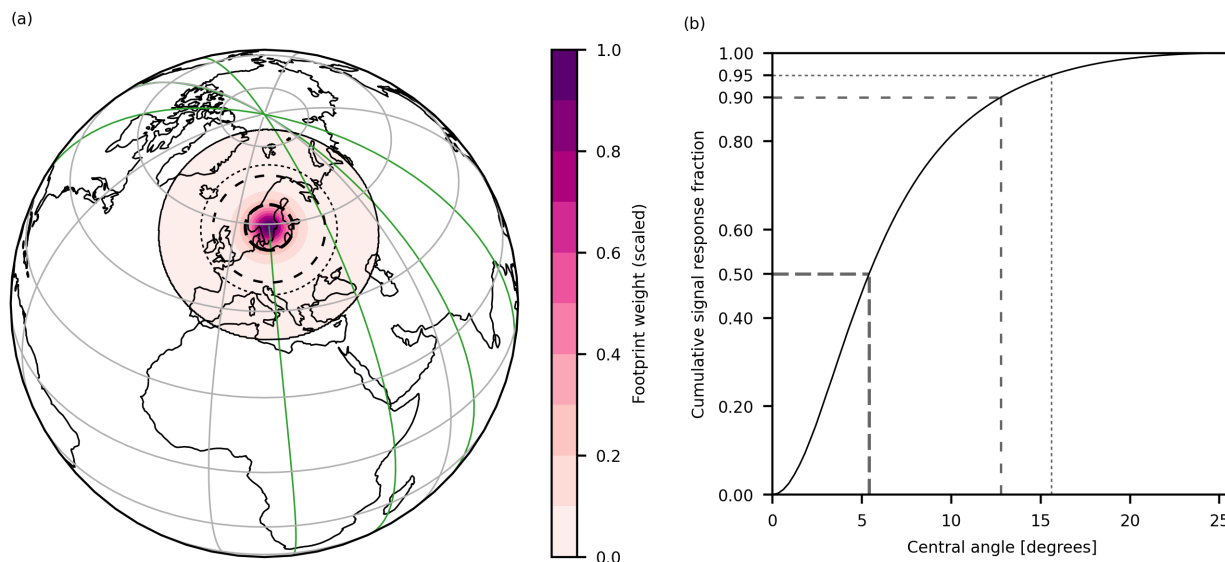 (a)
1.0
0.8
0.6
0.4
0.2
0.0
Footprint weight (scaled)
(b)
1.00
0.95
0.90
0.80
0.60
0.50
0.40
0.20
0.00
Cumulative signal response fraction
0 5 10 15 20 25
Central angle [degrees]